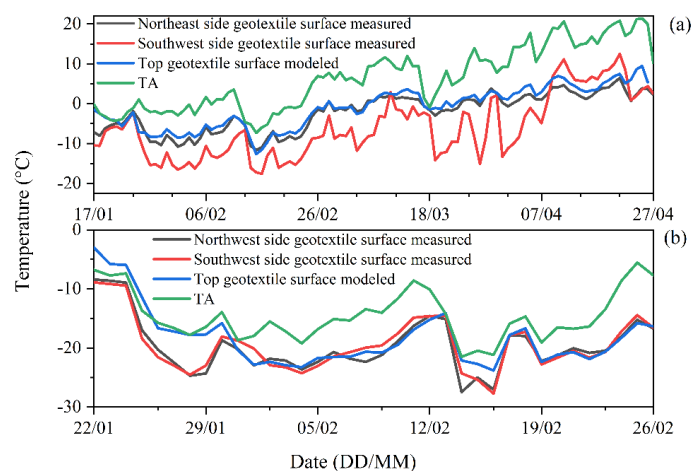 (a)
Northeast side geotextile surface measured
Southwest side geotextile surface measured
Top geotextile surface modeled
TA
20
10
0
-10
-20
17/01 06/02 26/02 18/03 07/04 27/04
Temperature (°C)
(b)
Northwest side geotextile surface measured
Southwest side geotextile surface measured
Top geotextile surface modeled
TA
0
-10
-20
-30
22/01 29/01 05/02 12/02 19/02 26/02
Date (DD/MM)